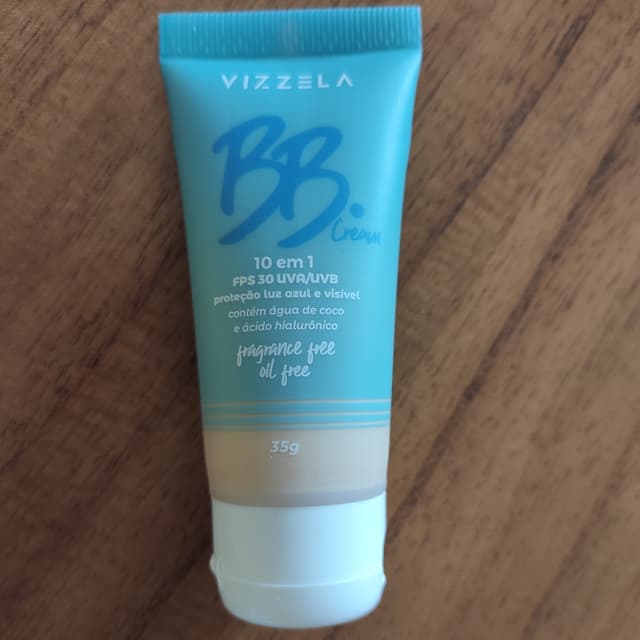 VIZZELA
BB.
Cream
10 em 1
FPS 30 UVA/UVB
proteção luz azul e visível
contém água de coco
e ácido hialurônico
fragrance free
oil free
35g